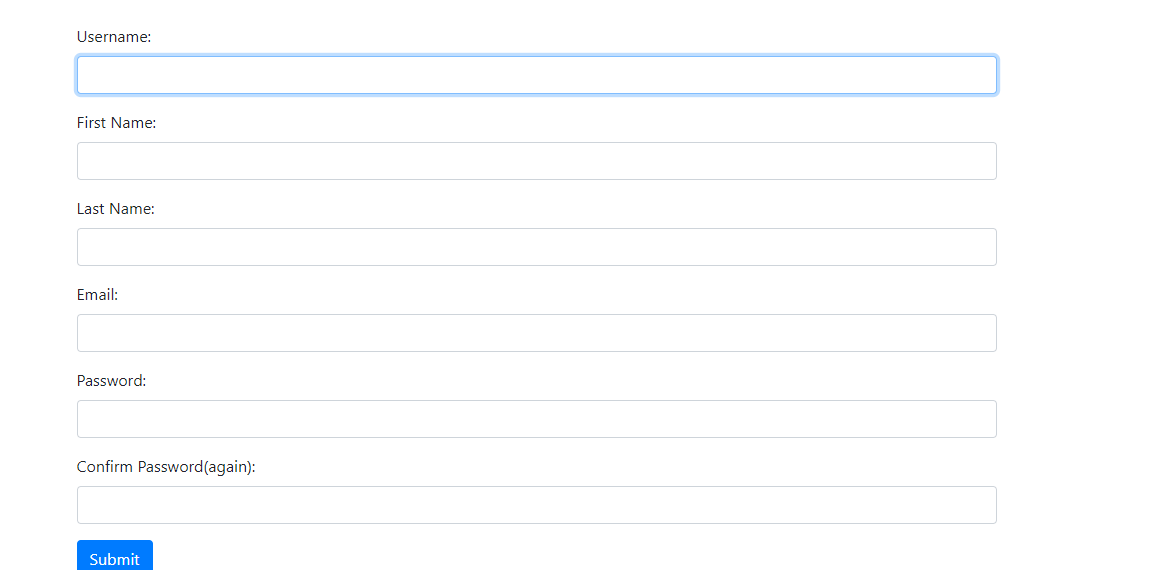 Username:
First Name:
Last Name:
Email:
Password:
Confirm Password(again):
Submit